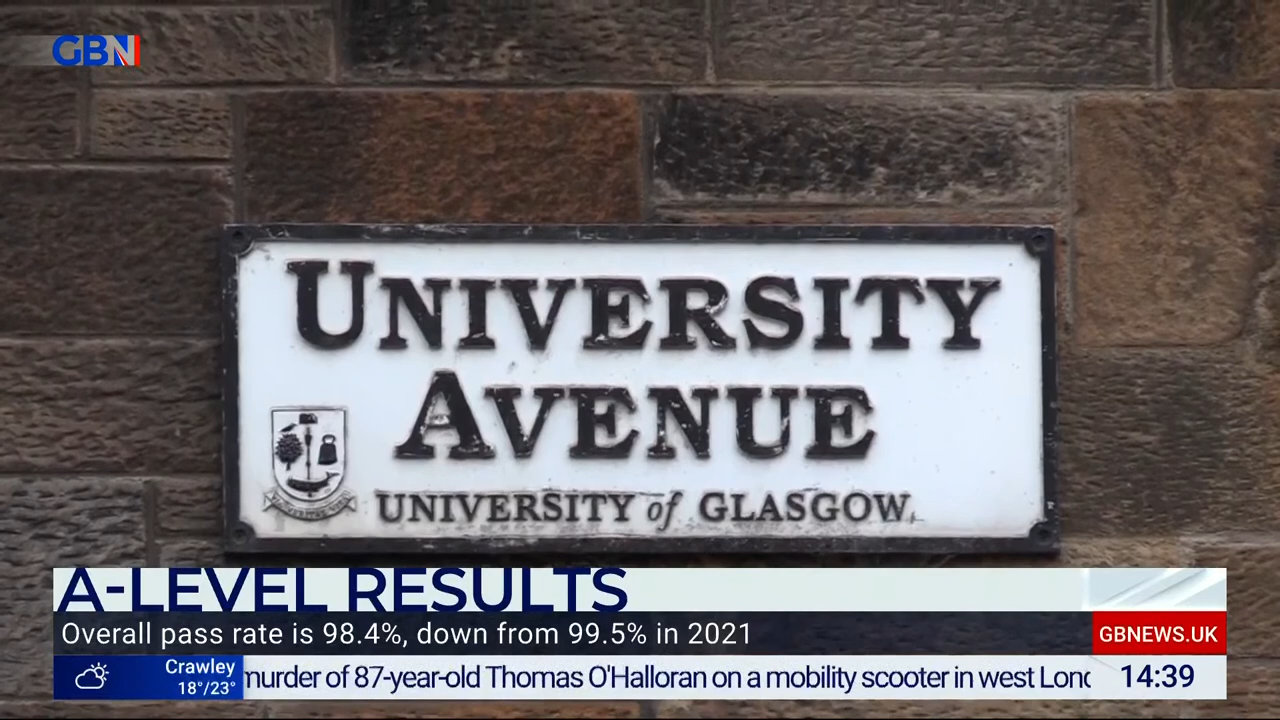 GBN
UNIVERSITY
AVENUE
UNIVERSITY of GLASGOW
A-LEVEL RESULTS
Overall pass rate is 98.4%, down from 99.5% in 2021
GBNEWS.UK
Crawley
18°/23°
murder of 87-year-old Thomas O'Halloran on a mobility scooter in west Lond
14:39